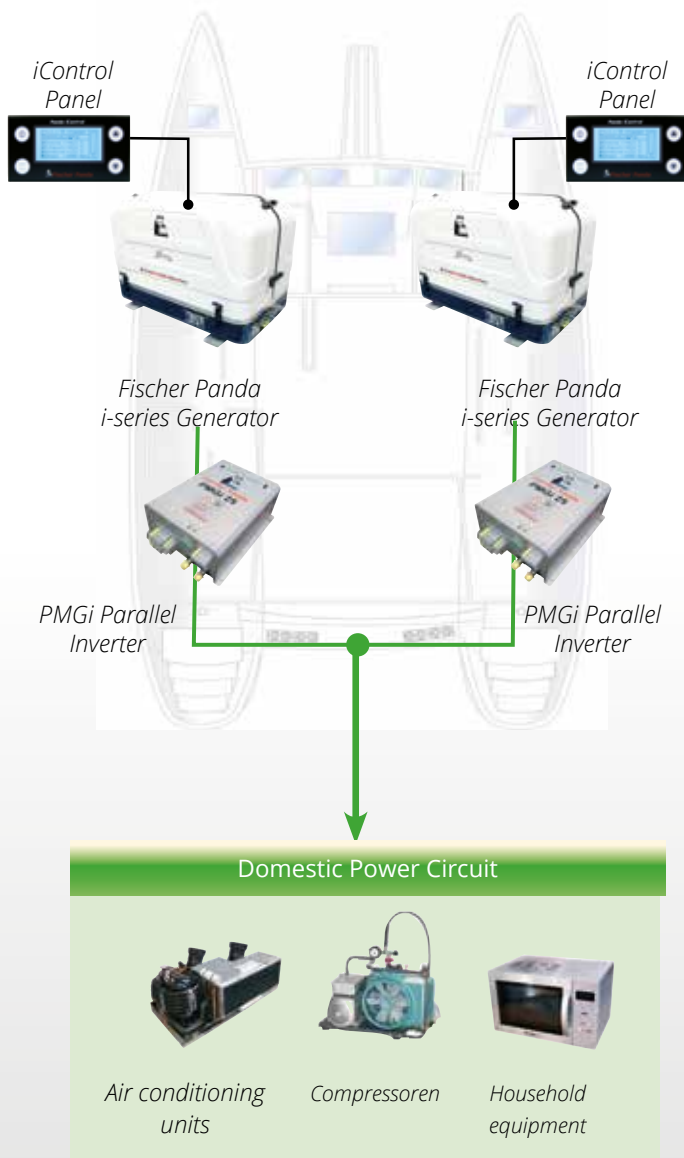 iControl
Panel
iControl
Panel
Fischer Panda
i-series Generator
Fischer Panda
i-series Generator
PMGi Parallel
Inverter
PMGi Parallel
Inverter
Domestic Power Circuit
Air conditioning
units
Compressoren
Household
equipment